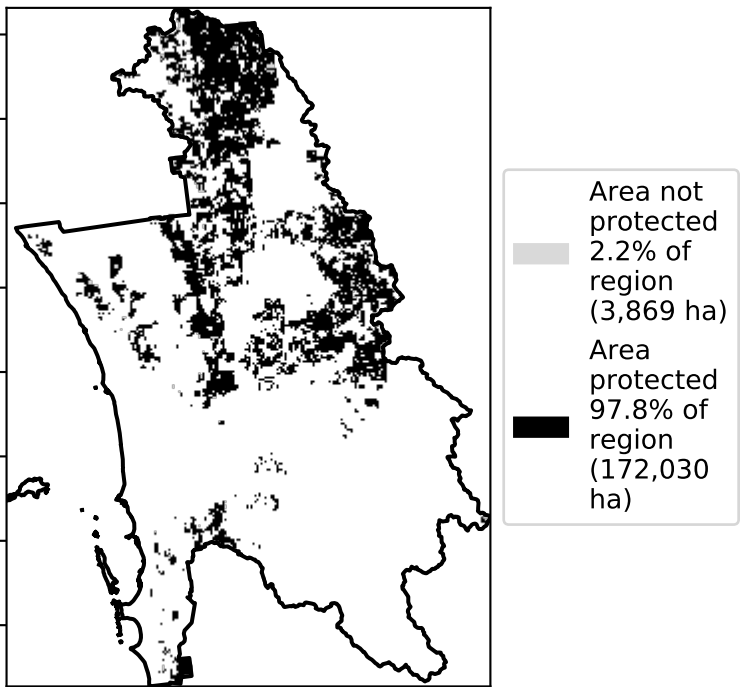 Area not
protected
2.2% of
region
(3,869 ha)
Area
protected
97.8% of
region
(172,030
ha)